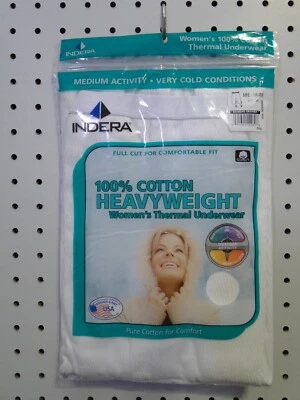 INDERA
Women's 100%
Thermal Underwear
MEDIUM ACTIVITY • VERY COLD CONDITIONS
INDERA
FULL CUT FOR COMFORTABLE FIT
100% COTTON
HEAVYWEIGHT
Women's Thermal Underwear
USA
Pure Cotton for Comfort